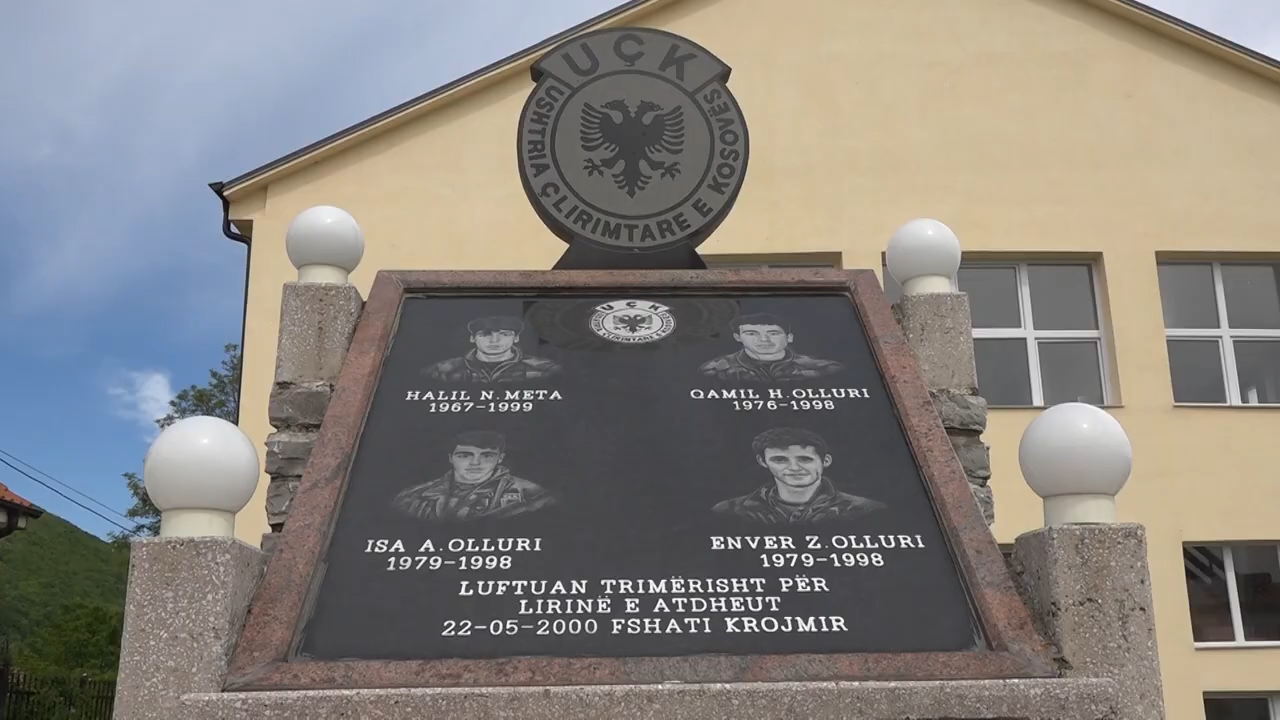 UÇK
USHTRIA ÇLIRIMTARE E KOSOVËS
UÇK
HALIL N. META
1967-1999
QAMIL H. OLLURI
1976-1998
ISA A. OLLURI
1979-1998
ENVER Z. OLLURI
1979-1998
LUFTUAN TRIMËRISHT PËR
LIRINË E ATDHEUT
22-05-2000 FSHATI KROJMIR